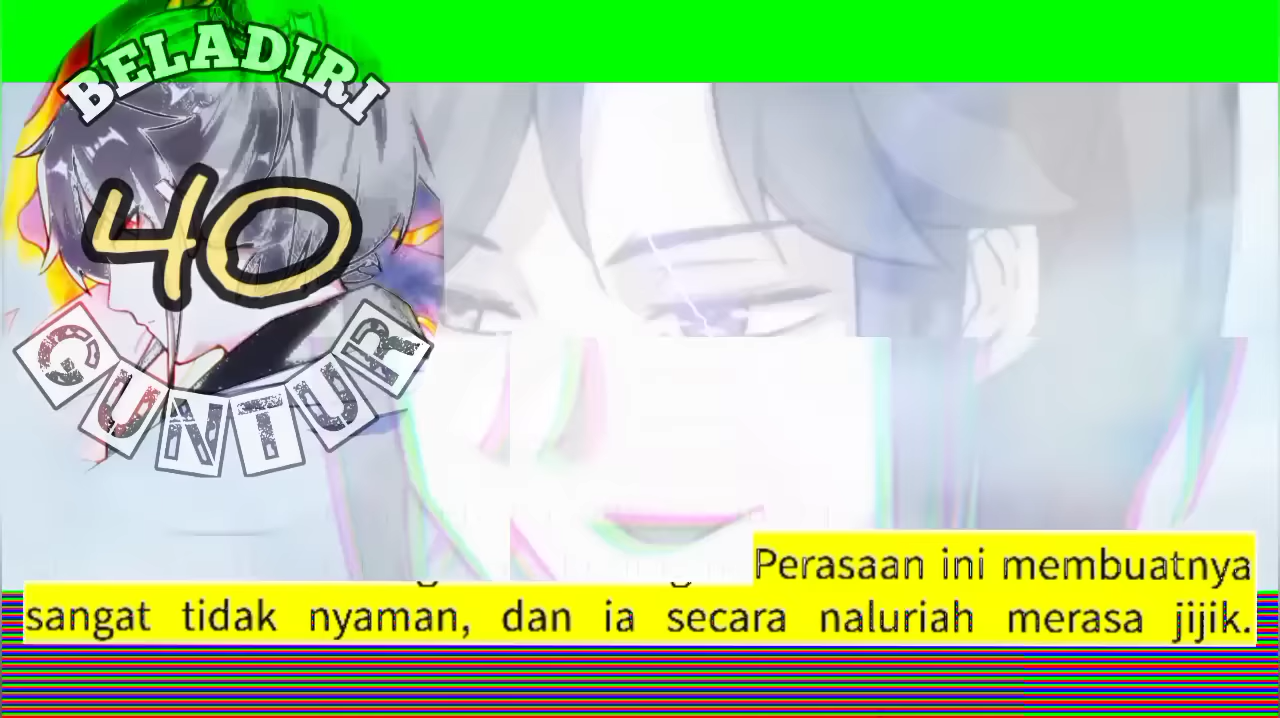 BELADIRI
40
GUNTUR
Perasaan ini membuatnya
sangat tidak nyaman, dan ia secara naluriah merasa jijik.